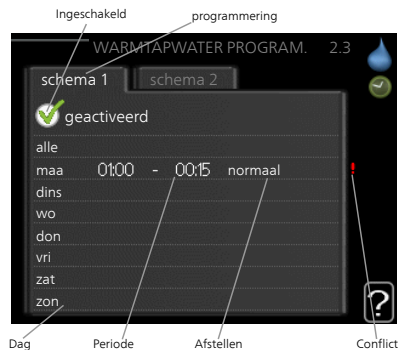 Ingeschakeld programmering
WARMTAPWATER PROGRAM. 2.3
schema 1 schema 2
geactiveerd
alle
maa 01:00 - 00:15 normaal !
dins
wo
don
vri
zat
zon
?
Dag Periode Afstellen Conflict